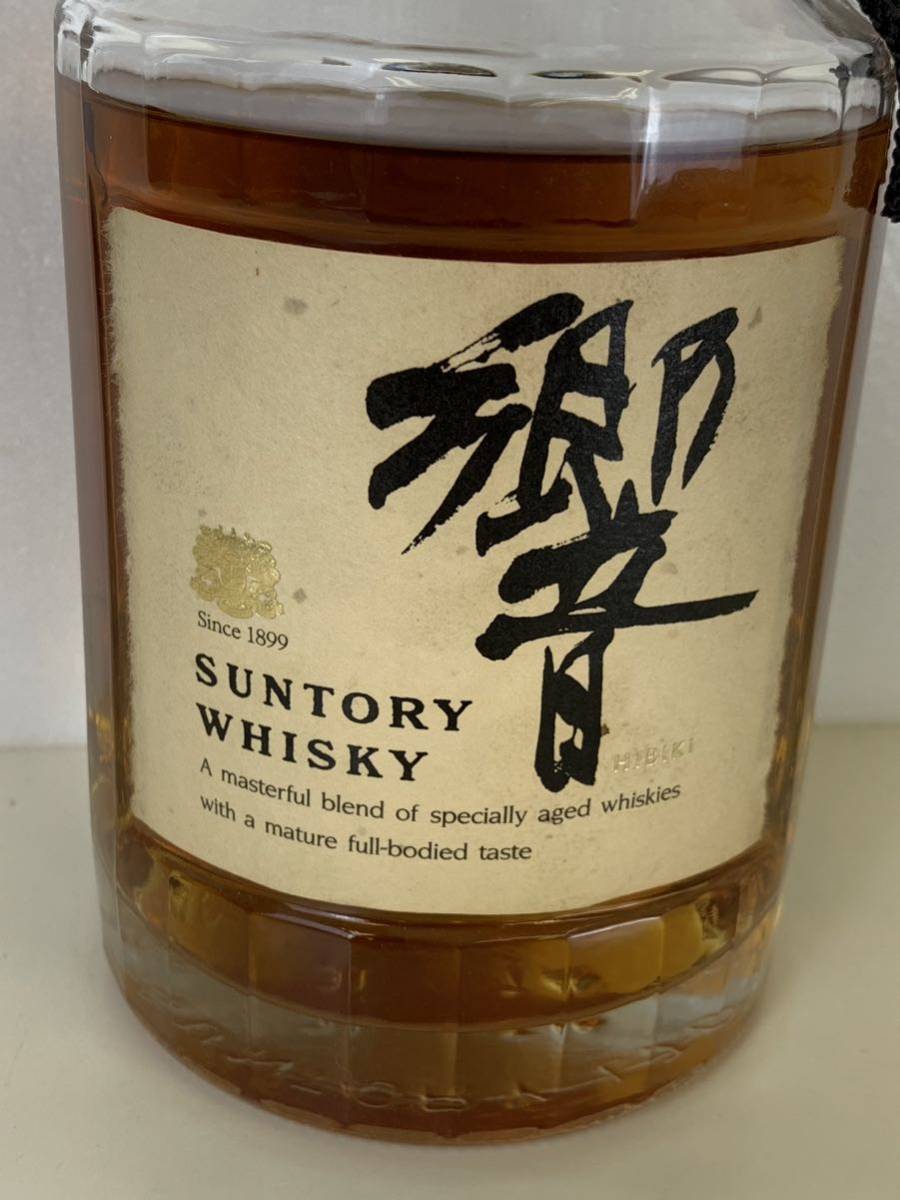 響
Since 1899
SUNTORY
WHISKY
HIBIKI
A masterful blend of specially aged whiskies
with a mature full-bodied taste